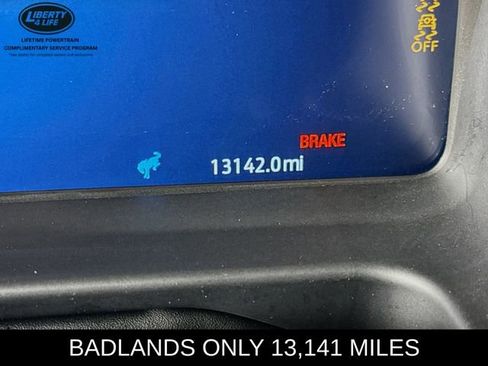 LIBERTY
4 LIFE
LIFETIME POWERTRAIN
COMPLIMENTARY SERVICE PROGRAM
OFF
BRAKE
13142.0mi
BADLANDS ONLY 13,141 MILES